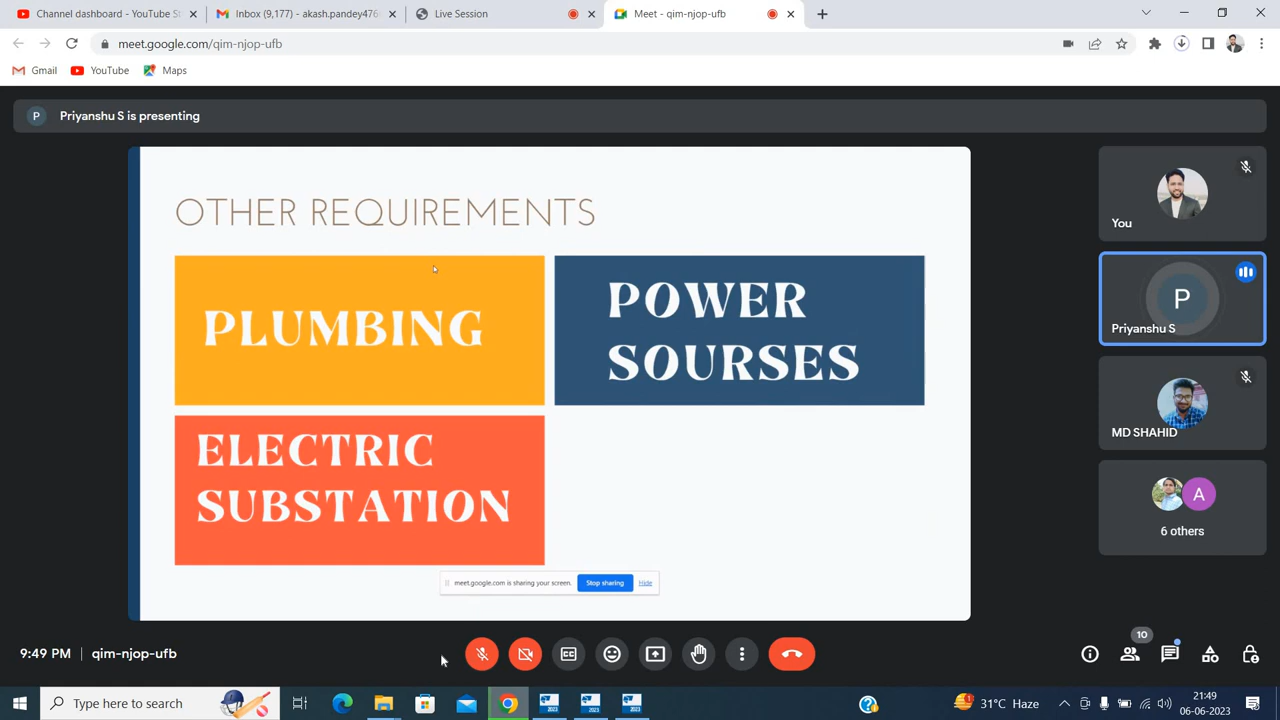 Channel dashboard - YouTube St
Inbox (9,177) - akash.pandey476
Live Session
Meet - qim-njop-ufb
meet.google.com/qim-njop-ufb
Gmail
YouTube
Maps
P
Priyanshu S is presenting
OTHER REQUIREMENTS
PLUMBING
POWER
SOURSES
ELECTRIC
SUBSTATION
meet.google.com is sharing your screen.
Stop sharing
Hide
You
P
Priyanshu S
MD SHAHID
A
6 others
9:49 PM
qim-njop-ufb
10
Type here to search
2023
2023
2023
31°C Haze
21:49
06-06-2023